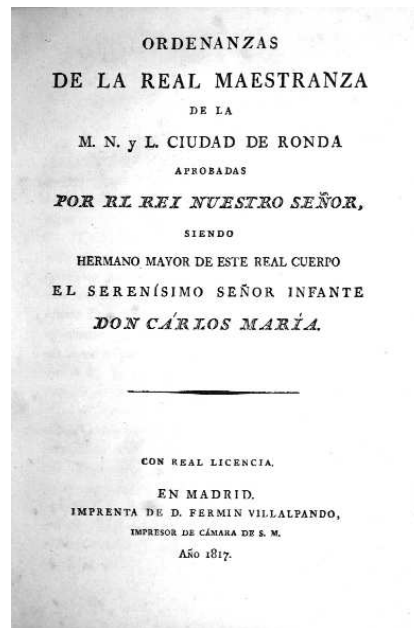 ORDENANZAS
DE LA REAL MAESTRANZA
DE LA
M. N. y L. CIUDAD DE RONDA
APROBADAS
POR EL REI NUESTRO SEÑOR,
SIENDO
HERMANO MAYOR DE ESTE REAL CUERPO
EL SERENÍSIMO SEÑOR INFANTE
DON CÁRLOS MARÍA.
CON REAL LICENCIA.
EN MADRID.
IMPRENTA DE D. FERMIN VILLALPANDO,
IMPRESOR DE CÁMARA DE S. M.
AÑO 1817.